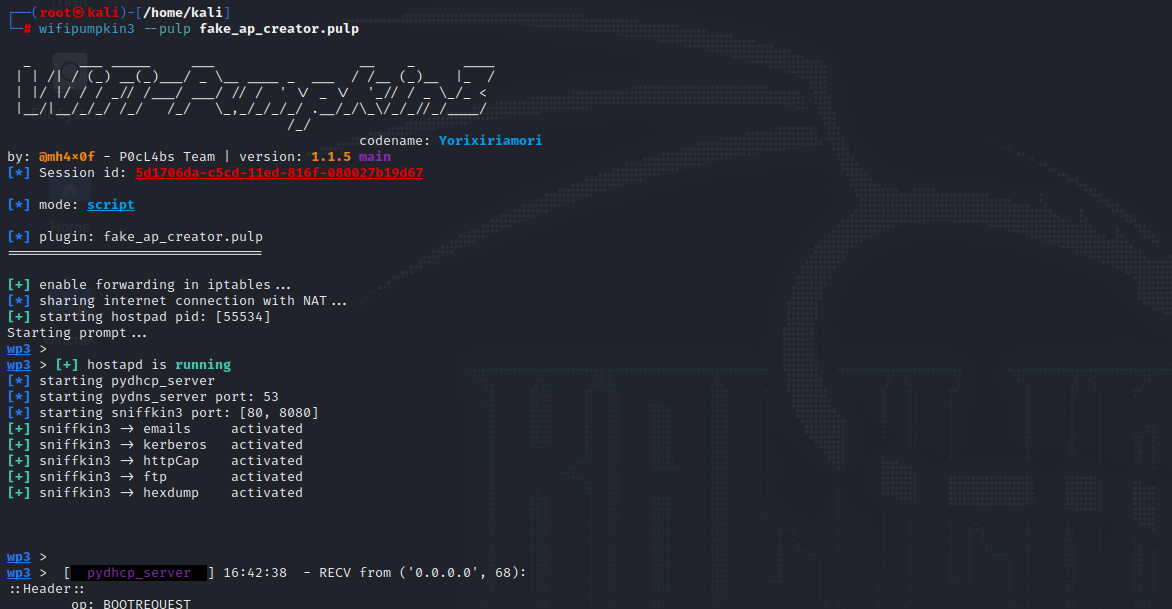 ┌──(root㉿kali)-[/home/kali]
└─# wifipumpkin3 --pulp fake_ap_creator.pulp
codename: Yorixiriamori
by: @mh4x0f - P0cL4bs Team | version: 1.1.5 main
[*] Session id: 5d1706da-c5cd-11ed-816f-080027b19d67
[*] mode: script
[*] plugin: fake_ap_creator.pulp
================================
[+] enable forwarding in iptables...
[*] sharing internet connection with NAT...
[+] starting hostpad pid: [55534]
Starting prompt...
wp3 >
wp3 > [+] hostapd is running
[*] starting pydhcp_server
[*] starting pydns_server port: 53
[*] starting sniffkin3 port: [80, 8080]
[+] sniffkin3 -> emails    activated
[+] sniffkin3 -> kerberos   activated
[+] sniffkin3 -> httpCap    activated
[+] sniffkin3 -> ftp        activated
[+] sniffkin3 -> hexdump    activated
wp3 >
wp3 >  [  pydhcp_server  ] 16:42:38  - RECV from ('0.0.0.0', 68):
::Header::
op: BOOTREQUEST